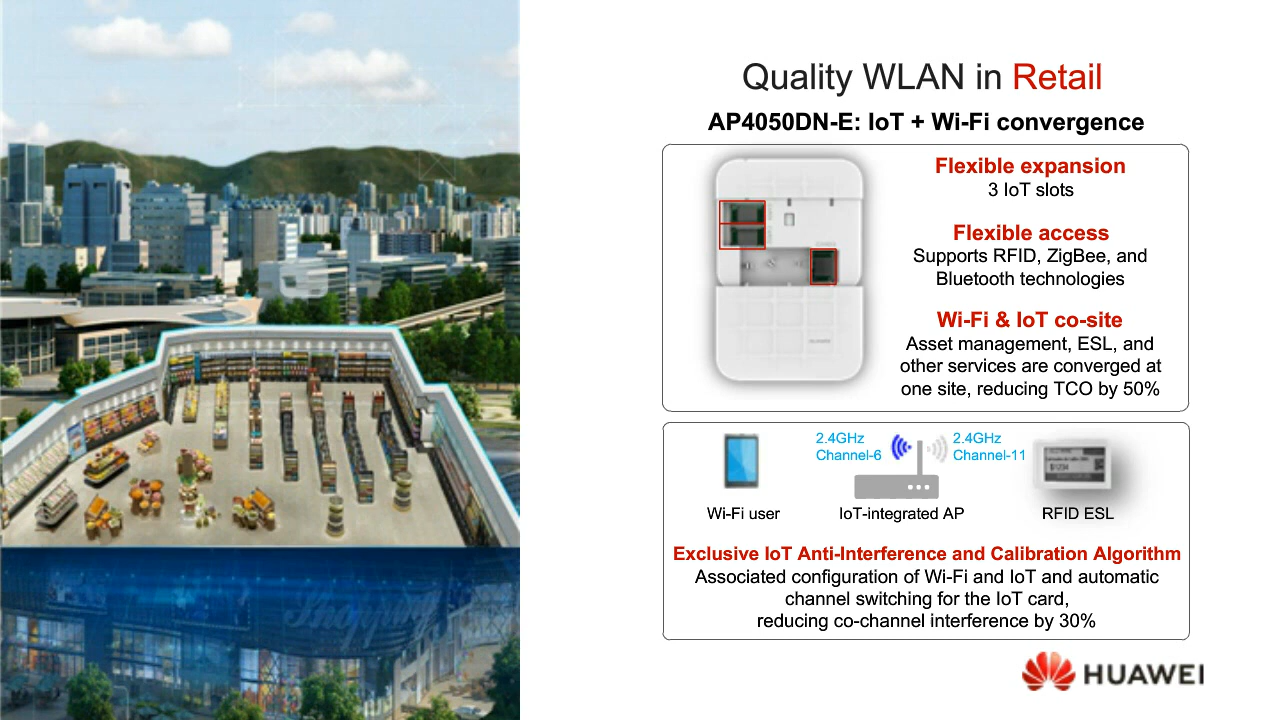 Quality WLAN in Retail
AP4050DN-E: IoT + Wi-Fi convergence
Flexible expansion
3 IoT slots
Flexible access
Supports RFID, ZigBee, and
Bluetooth technologies
Wi-Fi & IoT co-site
Asset management, ESL, and
other services are converged at
one site, reducing TCO by 50%
HUAWEI
2.4GHz
Channel-6
2.4GHz
Channel-11
$1234
Wi-Fi user
IoT-integrated AP
RFID ESL
Exclusive IoT Anti-Interference and Calibration Algorithm
Associated configuration of Wi-Fi and IoT and automatic
channel switching for the IoT card,
reducing co-channel interference by 30%
Shopping
HUAWEI